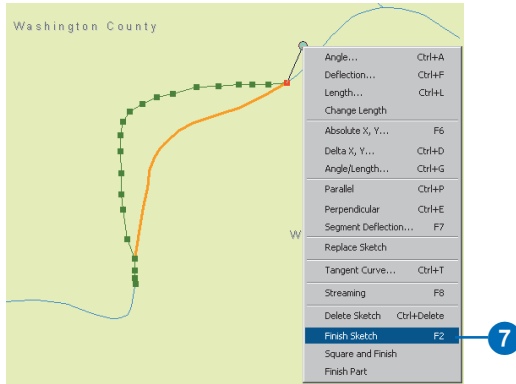 Washington County
Angle... Ctrl+A
Deflection... Ctrl+F
Length... Ctrl+L
Change Length
Absolute X, Y... F6
Delta X, Y... Ctrl+D
Angle/Length... Ctrl+G
Parallel Ctrl+P
Perpendicular Ctrl+E
W
Segment Deflection... F7
Replace Sketch
Tangent Curve... Ctrl+T
Streaming F8
Delete Sketch Ctrl+Delete
Finish Sketch F2
7
Square and Finish
Finish Part